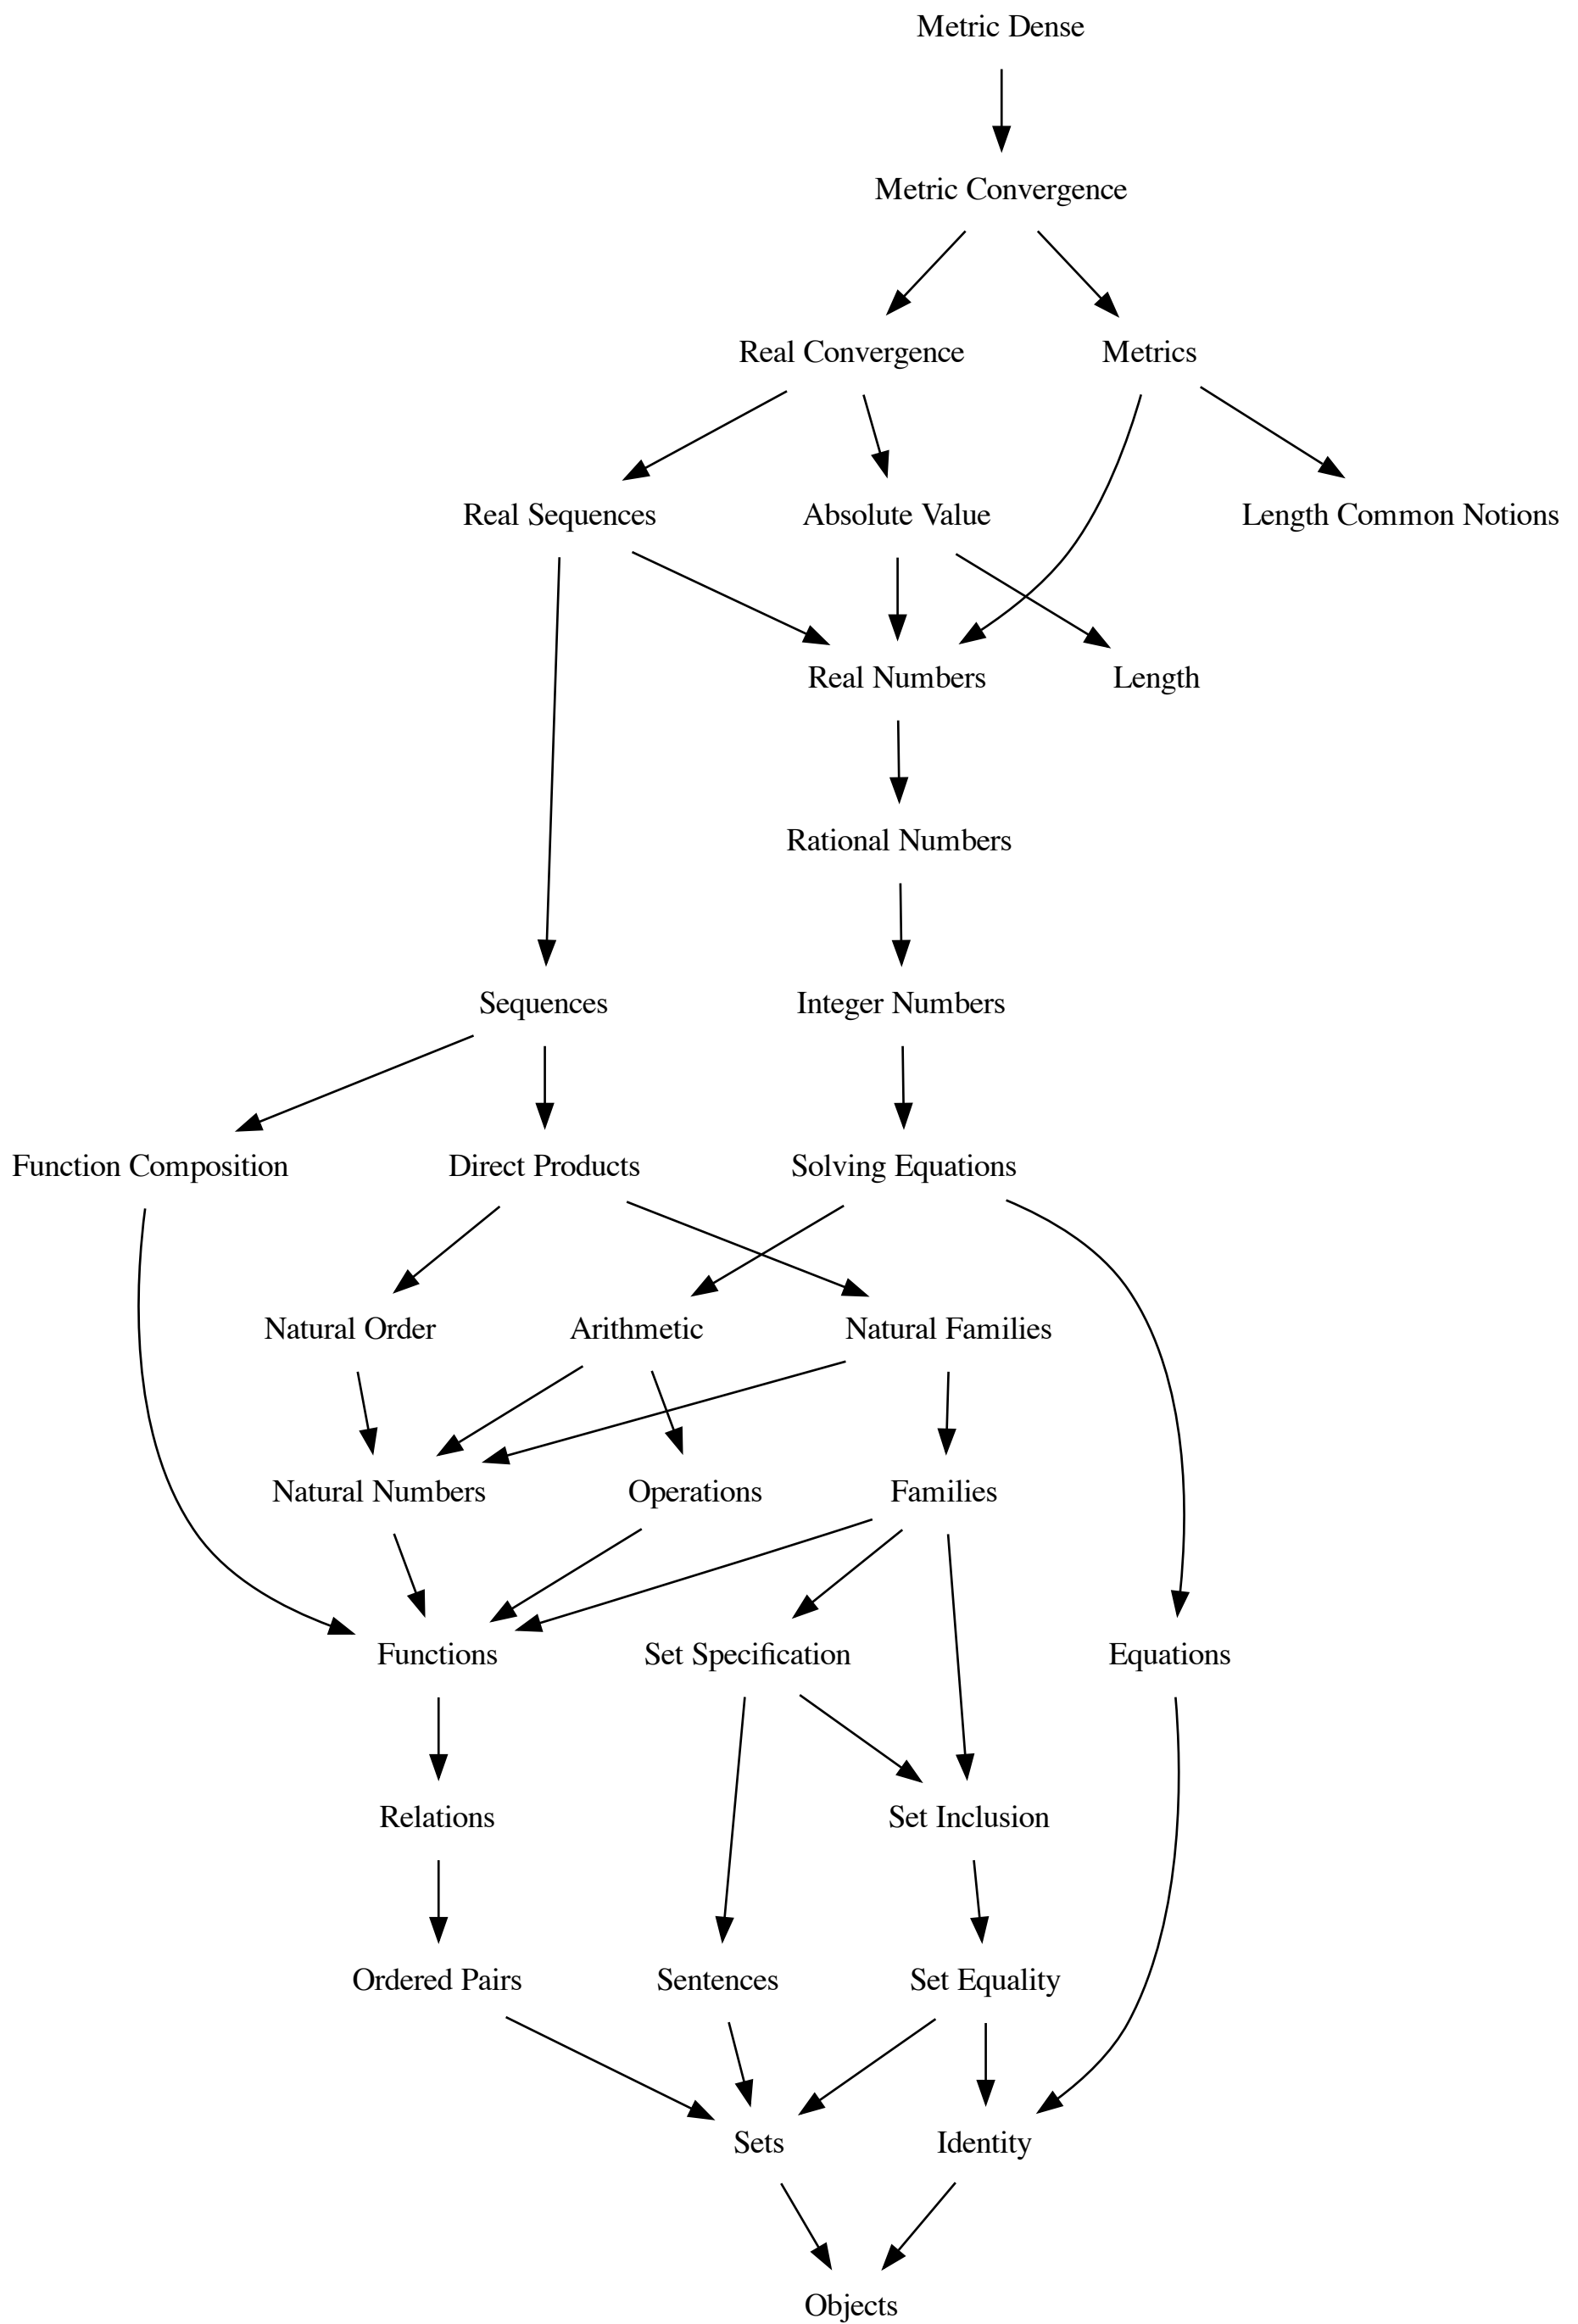 Metric Dense
Metric Convergence
Real Convergence
Metrics
Real Sequences
Absolute Value
Length Common Notions
Real Numbers
Length
Rational Numbers
Sequences
Integer Numbers
Function Composition
Direct Products
Solving Equations
Natural Order
Arithmetic
Natural Families
Natural Numbers
Operations
Families
Functions
Set Specification
Equations
Relations
Set Inclusion
Ordered Pairs
Sentences
Set Equality
Sets
Identity
Objects